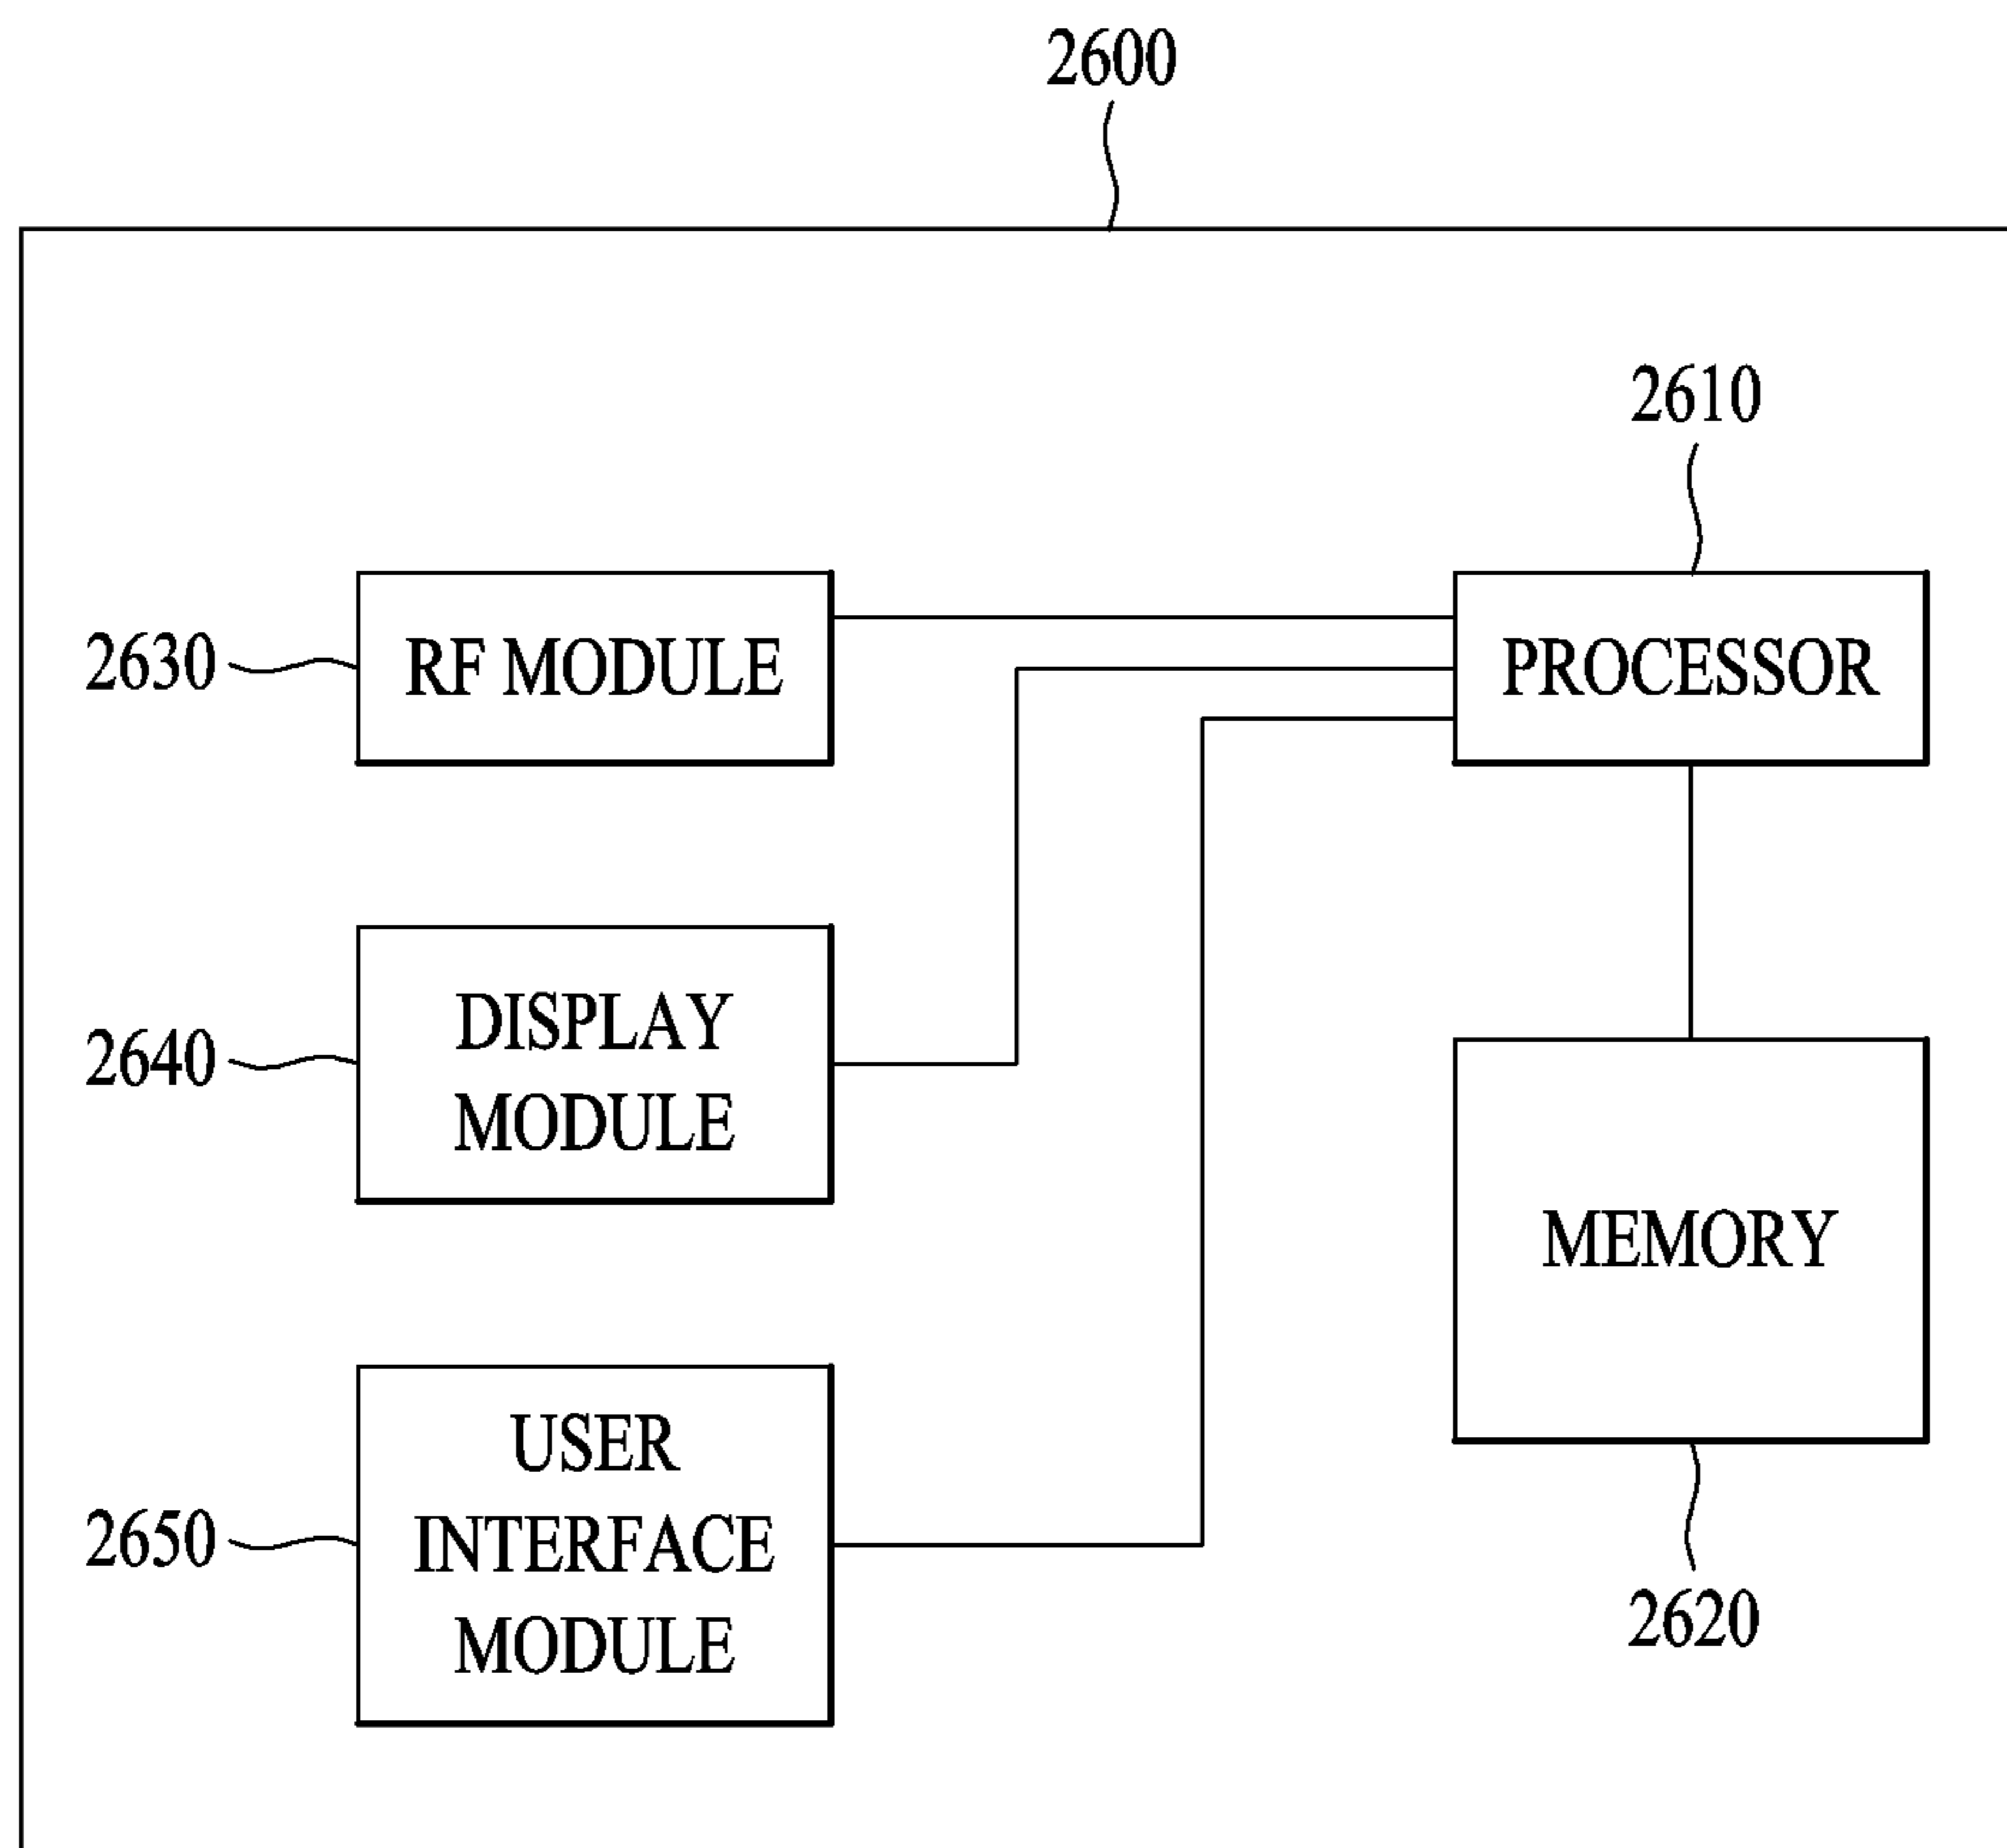 2600
2610
2630
RF MODULE
PROCESSOR
2640
DISPLAY
MODULE
MEMORY
2650
USER
INTERFACE
MODULE
2620